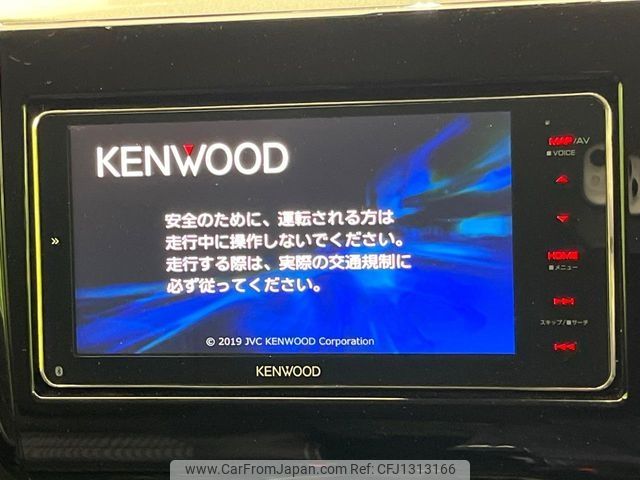 KENWOOD
安全のために、運転される方は
走行中に操作しないでください。
走行する際は、実際の交通規制に
必ず従ってください。
© 2019 JVC KENWOOD Corporation
KENWOOD
MAP/AV
■ VOICE
HOME
■メニュー
スキップ/■サーチ
www.CarFromJapan.com - CFJ1313166